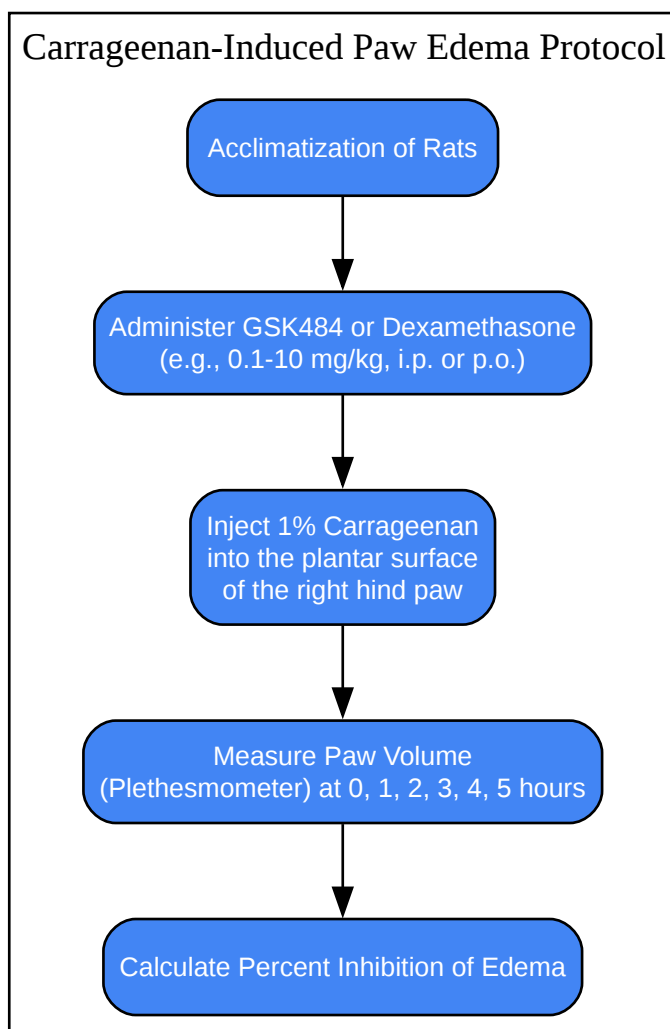 Carrageenan-Induced Paw Edema Protocol
Acclimatization of Rats
Administer GSK484 or Dexamethasone
(e.g., 0.1-10 mg/kg, i.p. or p.o.)
Inject 1% Carrageenan
into the plantar surface
of the right hind paw
Measure Paw Volume
(Plethesmometer) at 0, 1, 2, 3, 4, 5 hours
Calculate Percent Inhibition of Edema